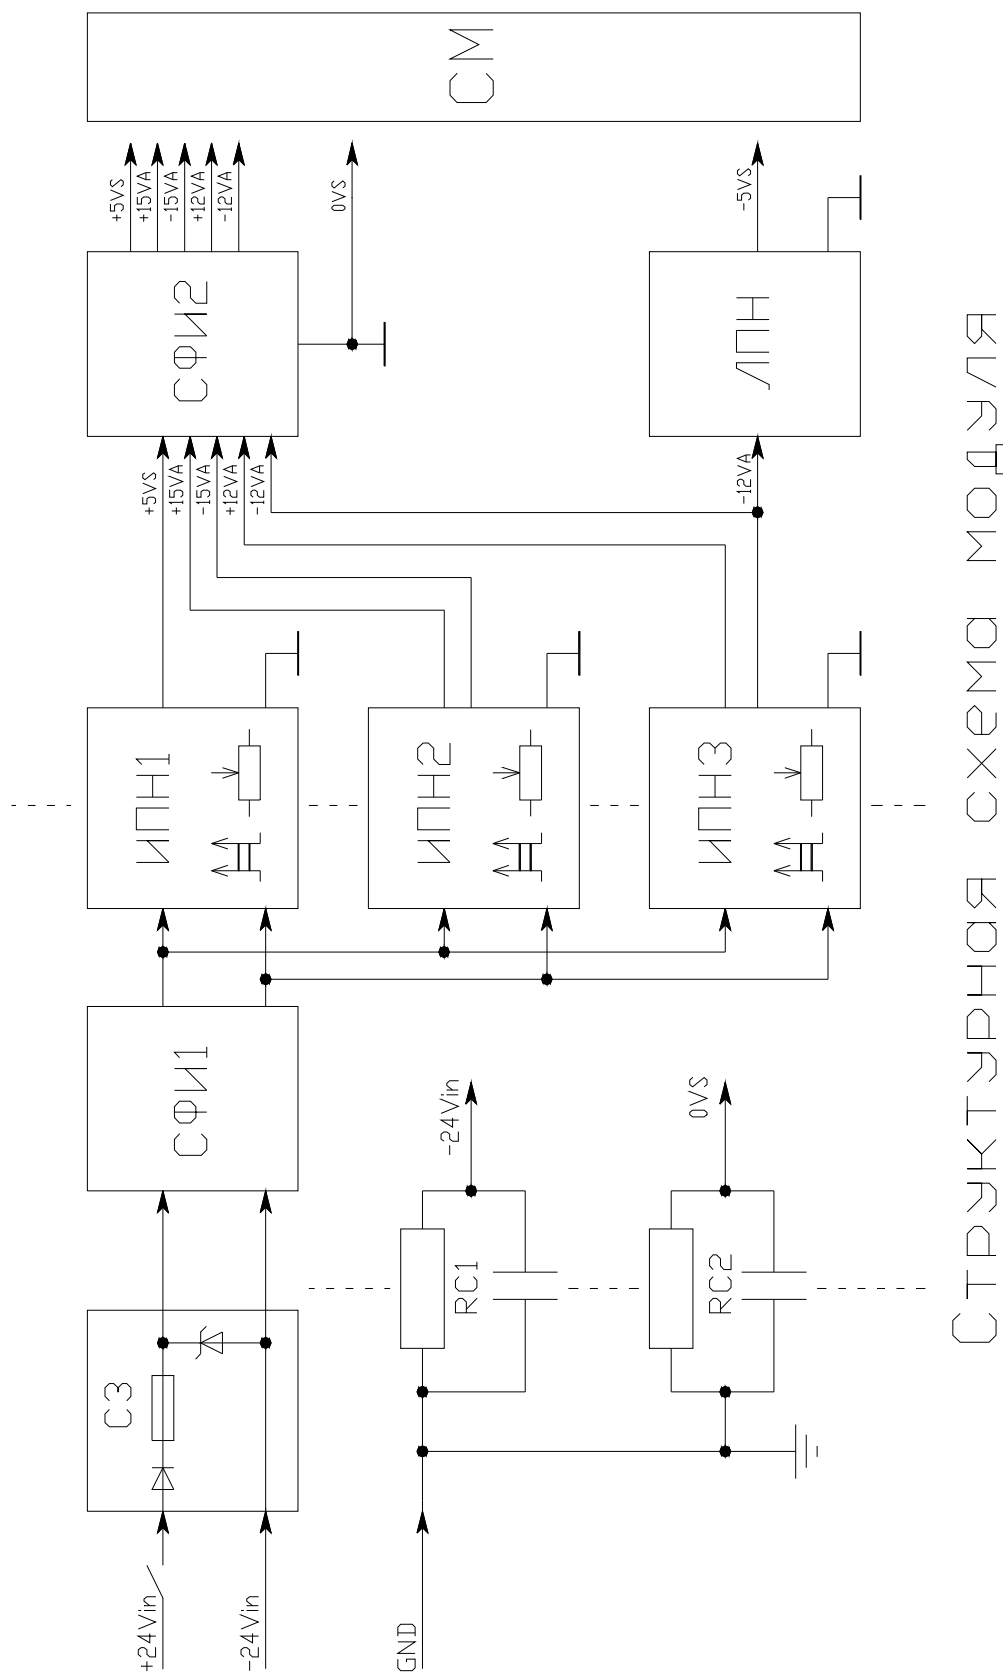 +24Vin
-24Vin
GND
СЗ
СФИ1
RC1
-24Vin
RC2
0VS
ИПН1
ИПН2
ИПН3
+5VS
+15VA
-15VA
+12VA
-12VA
-12VA
СФИ2
ЛПН
+5VS
+15VA
-15VA
+12VA
-12VA
0VS
-5VS
СМ
Структурная схема модуля